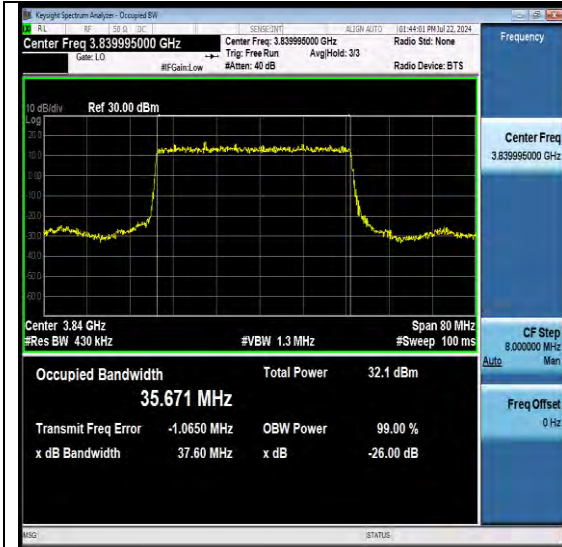 Keysight Spectrum Analyzer - Occupied BW
RL RF 50 Ω DC SENSE:INT ALIGN AUTO 01:44:01 PM Jul 22, 2024
Center Freq 3.839995000 GHz
Center Freq: 3.839995000 GHz
Radio Std: None
Gate: LO
Trig: Free Run Avg|Hold: 3/3
#IFGain:Low
#Atten: 40 dB
Radio Device: BTS
10 dB/div Ref 30.00 dBm
Log
20.0
10.0
0.00
-10.0
-20.0
-30.0
-40.0
-50.0
-60.0
Center 3.84 GHz
Span 80 MHz
#Res BW 430 kHz
#VBW 1.3 MHz
#Sweep 100 ms
Occupied Bandwidth
Total Power 32.1 dBm
35.671 MHz
Transmit Freq Error -1.0650 MHz
OBW Power 99.00 %
x dB Bandwidth 37.60 MHz
x dB -26.00 dB
MSG
STATUS
Frequency
Center Freq
3.839995000 GHz
CF Step
8.000000 MHz
Auto Man
Freq Offset
0 Hz